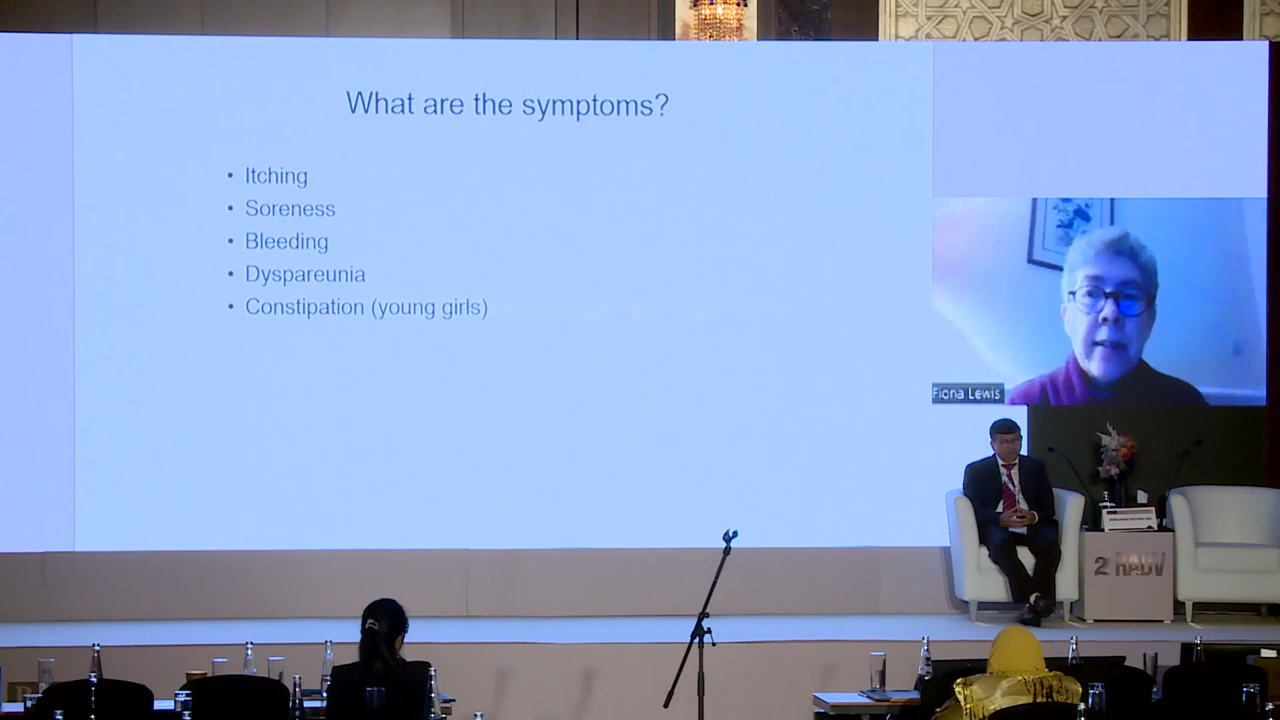 What are the symptoms?
• Itching
• Soreness
• Bleeding
• Dyspareunia
• Constipation (young girls)
Fiona Lewis
2 RADV